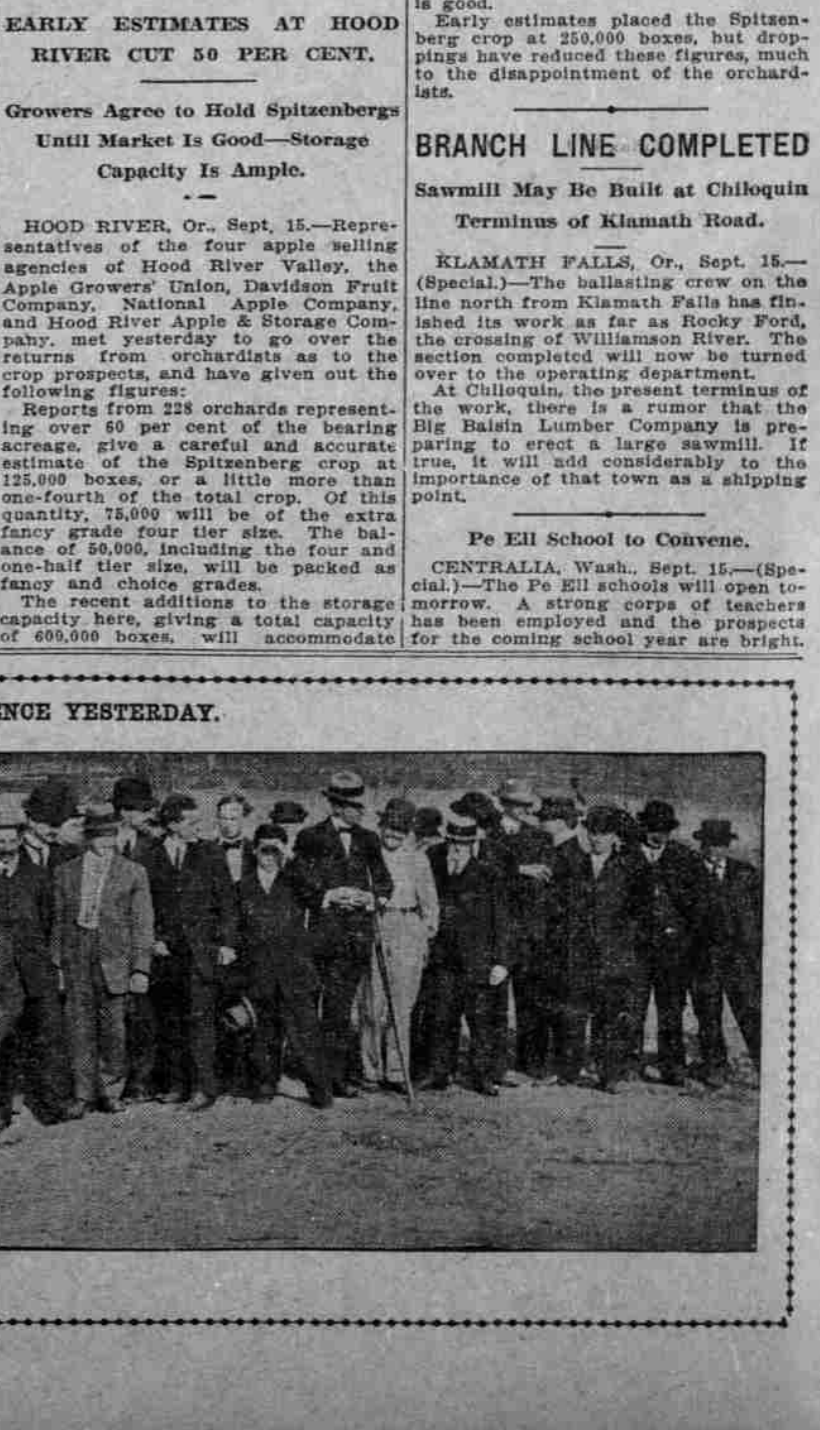 EARLY ESTIMATES AT HOOD
RIVER CUT 50 PER CENT.
Growers Agree to Hold Spitzenbergs
Until Market Is Good—Storage
Capacity Is Ample.
HOOD RIVER, Or., Sept. 15.—Repre-
sentatives of the four apple selling
agencies of Hood River Valley, the
Apple Growers' Union, Davidson Fruit
Company, National Apple Company,
and Hood River Apple & Storage Com-
pany, met yesterday to go over the
returns from orchardists as to the
crop prospects, and have given out the
following figures:
Reports from 228 orchards represent-
ing over 60 per cent of the bearing
acreage, give a careful and accurate
estimate of the Spitzenberg crop at
125,000 boxes, or a little more than
one-fourth of the total crop. Of this
quantity, 75,000 will be of the extra
fancy grade four tier size. The bal-
ance of 50,000, including the four and
one-half tier size, will be packed as
fancy and choice grades.
The recent additions to the storage
capacity here, giving a total capacity
of 600,000 boxes, will accommodate
is good.
Early estimates placed the Spitzen-
berg crop at 250,000 boxes, but drop-
pings have reduced these figures, much
to the disappointment of the orchard-
ists.
BRANCH LINE COMPLETED
Sawmill May Be Built at Chiloquin
Terminus of Klamath Road.
KLAMATH FALLS, Or., Sept. 15.—
(Special.)—The ballasting crew on the
line north from Klamath Falls has fin-
ished its work as far as Rocky Ford,
the crossing of Williamson River. The
section completed will now be turned
over to the operating department.
At Chiloquin, the present terminus of
the work, there is a rumor that the
Big Baisin Lumber Company is pre-
paring to erect a large sawmill. If
true, it will add considerably to the
importance of that town as a shipping
point.
Pe Ell School to Convene.
CENTRALIA, Wash., Sept. 15.—(Spe-
cial.)—The Pe Ell schools will open to-
morrow. A strong corps of teachers
has been employed and the prospects
for the coming school year are bright.
ENCE YESTERDAY.